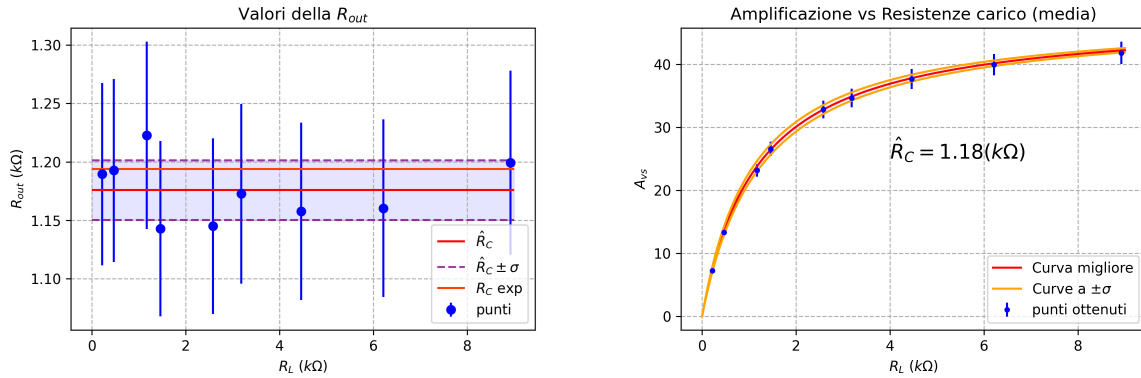 Valori della R_out
1.30
1.25
1.20
1.15
1.10
R_out (kΩ)
0 2 4 6 8
R_L (kΩ)
R̂_C
R̂_C ± σ
R_C exp
punti
Amplificazione vs Resistenze carico (media)
40
30
20
10
0
A_vs
R̂_C = 1.18(kΩ)
0 2 4 6 8
R_L (kΩ)
Curva migliore
Curve a ±σ
punti ottenuti